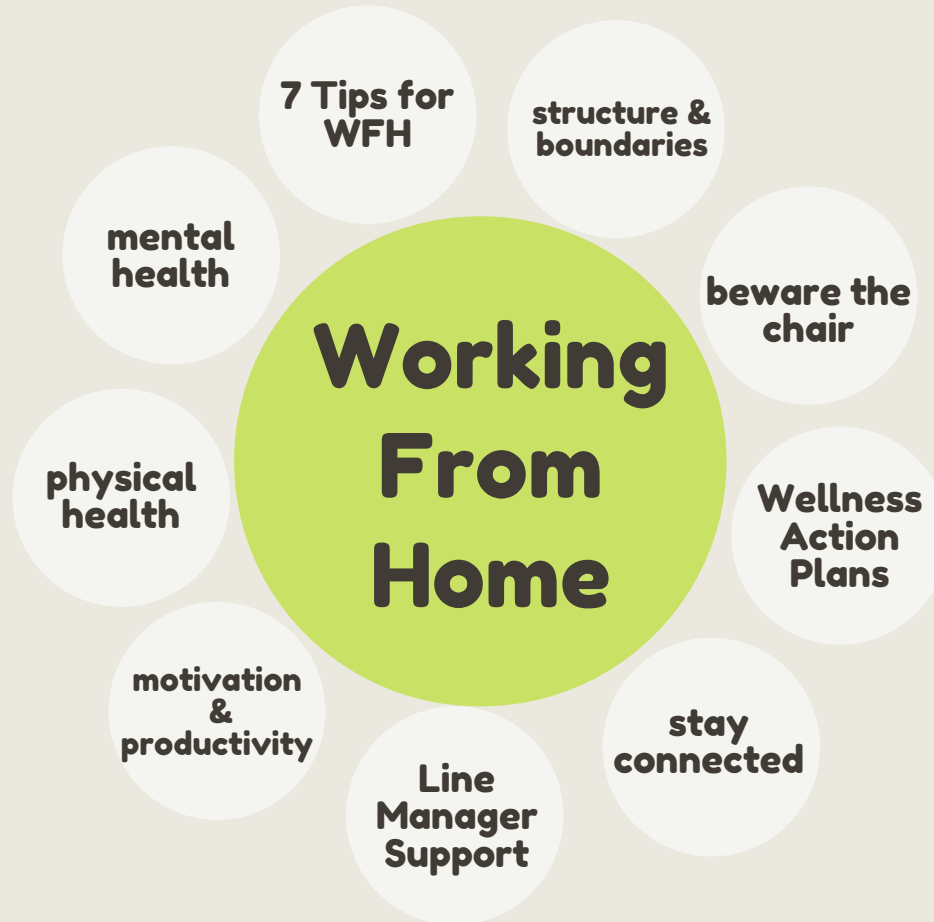 7 Tips for
WFH
structure &
boundaries
beware the
chair
Wellness
Action
Plans
stay
connected
Line
Manager
Support
motivation
&
productivity
physical
health
mental
health
Working
From
Home